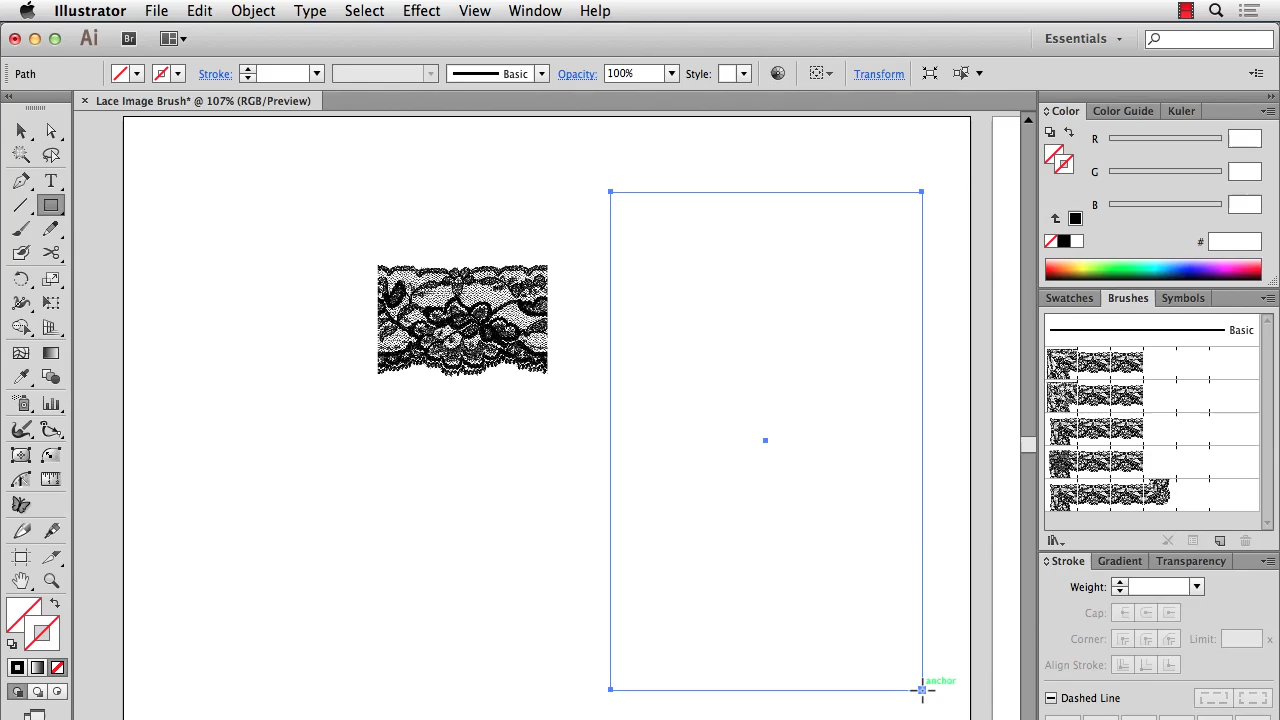 Illustrator File Edit Object Type Select Effect View Window Help
Ai Br Essentials
Path Stroke: Basic Opacity: 100% Style: Transform
× Lace Image Brush* @ 107% (RGB/Preview)
Color Color Guide Kuler
R
G
B
#
Swatches Brushes Symbols
Basic
Stroke Gradient Transparency
Weight:
Cap:
Corner: Limit: x
Align Stroke:
Dashed Line
anchor
T